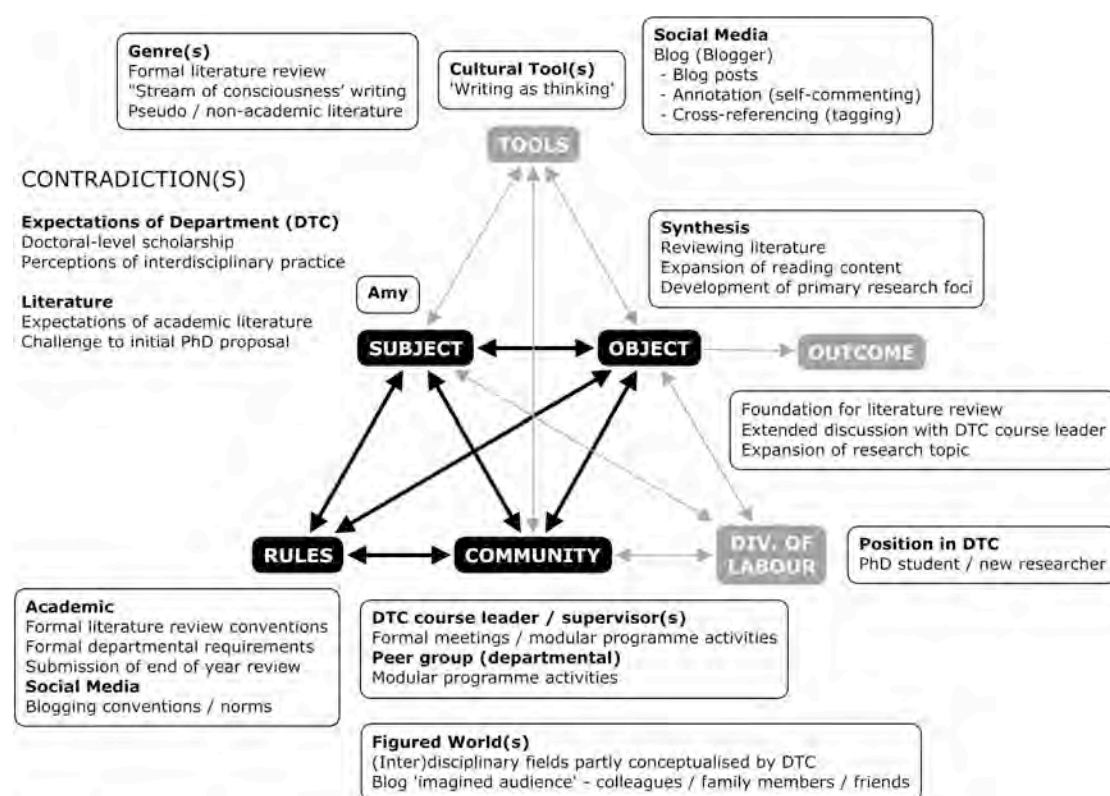 Genre(s)
Formal literature review
"Stream of consciousness' writing
Pseudo / non-academic literature
Cultural Tool(s)
'Writing as thinking'
Social Media
Blog (Blogger)
- Blog posts
- Annotation (self-commenting)
- Cross-referencing (tagging)
TOOLS
CONTRADICTION(S)
Expectations of Department (DTC)
Doctoral-level scholarship
Perceptions of interdisciplinary practice
Literature
Expectations of academic literature
Challenge to initial PhD proposal
Amy
Synthesis
Reviewing literature
Expansion of reading content
Development of primary research foci
SUBJECT
OBJECT
OUTCOME
Foundation for literature review
Extended discussion with DTC course leader
Expansion of research topic
RULES
COMMUNITY
DIV. OF
LABOUR
Position in DTC
PhD student / new researcher
Academic
Formal literature review conventions
Formal departmental requirements
Submission of end of year review
Social Media
Blogging conventions / norms
DTC course leader / supervisor(s)
Formal meetings / modular programme activities
Peer group (departmental)
Modular programme activities
Figured World(s)
(Inter)disciplinary fields partly conceptualised by DTC
Blog 'imagined audience' - colleagues / family members / friends